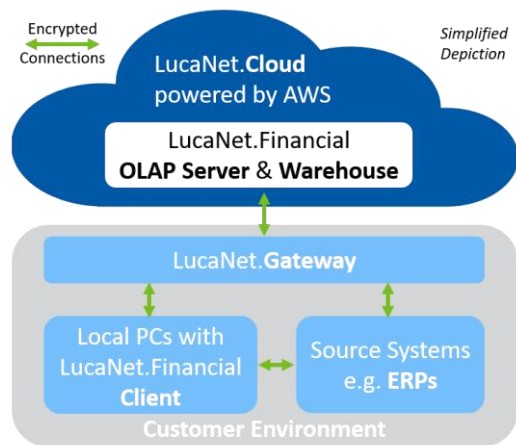 Encrypted
Connections
Simplified
Depiction
LucaNet.Cloud
powered by AWS
LucaNet.Financial
OLAP Server & Warehouse
LucaNet.Gateway
Local PCs with
LucaNet.Financial
Client
Source Systems
e.g. ERPs
Customer Environment